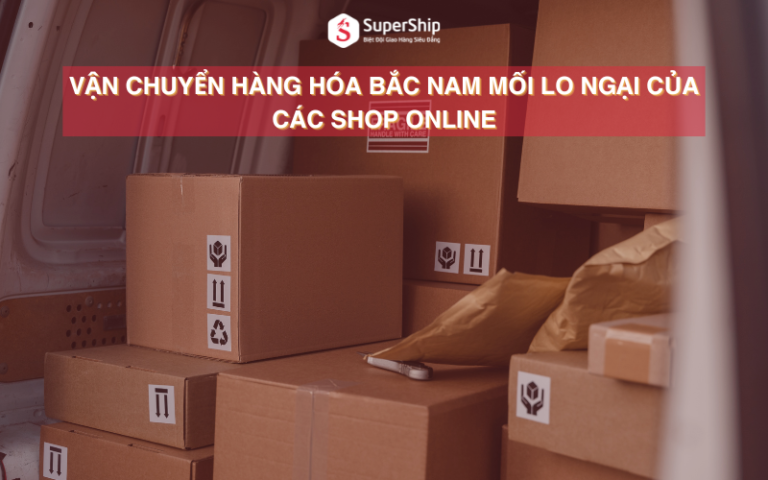 SuperShip
Biệt Đội Giao Hàng Siêu Đẳng
VẬN CHUYỂN HÀNG HÓA BẮC NAM MỐI LO NGẠI CỦA
CÁC SHOP ONLINE
HANDLE WITH CARE